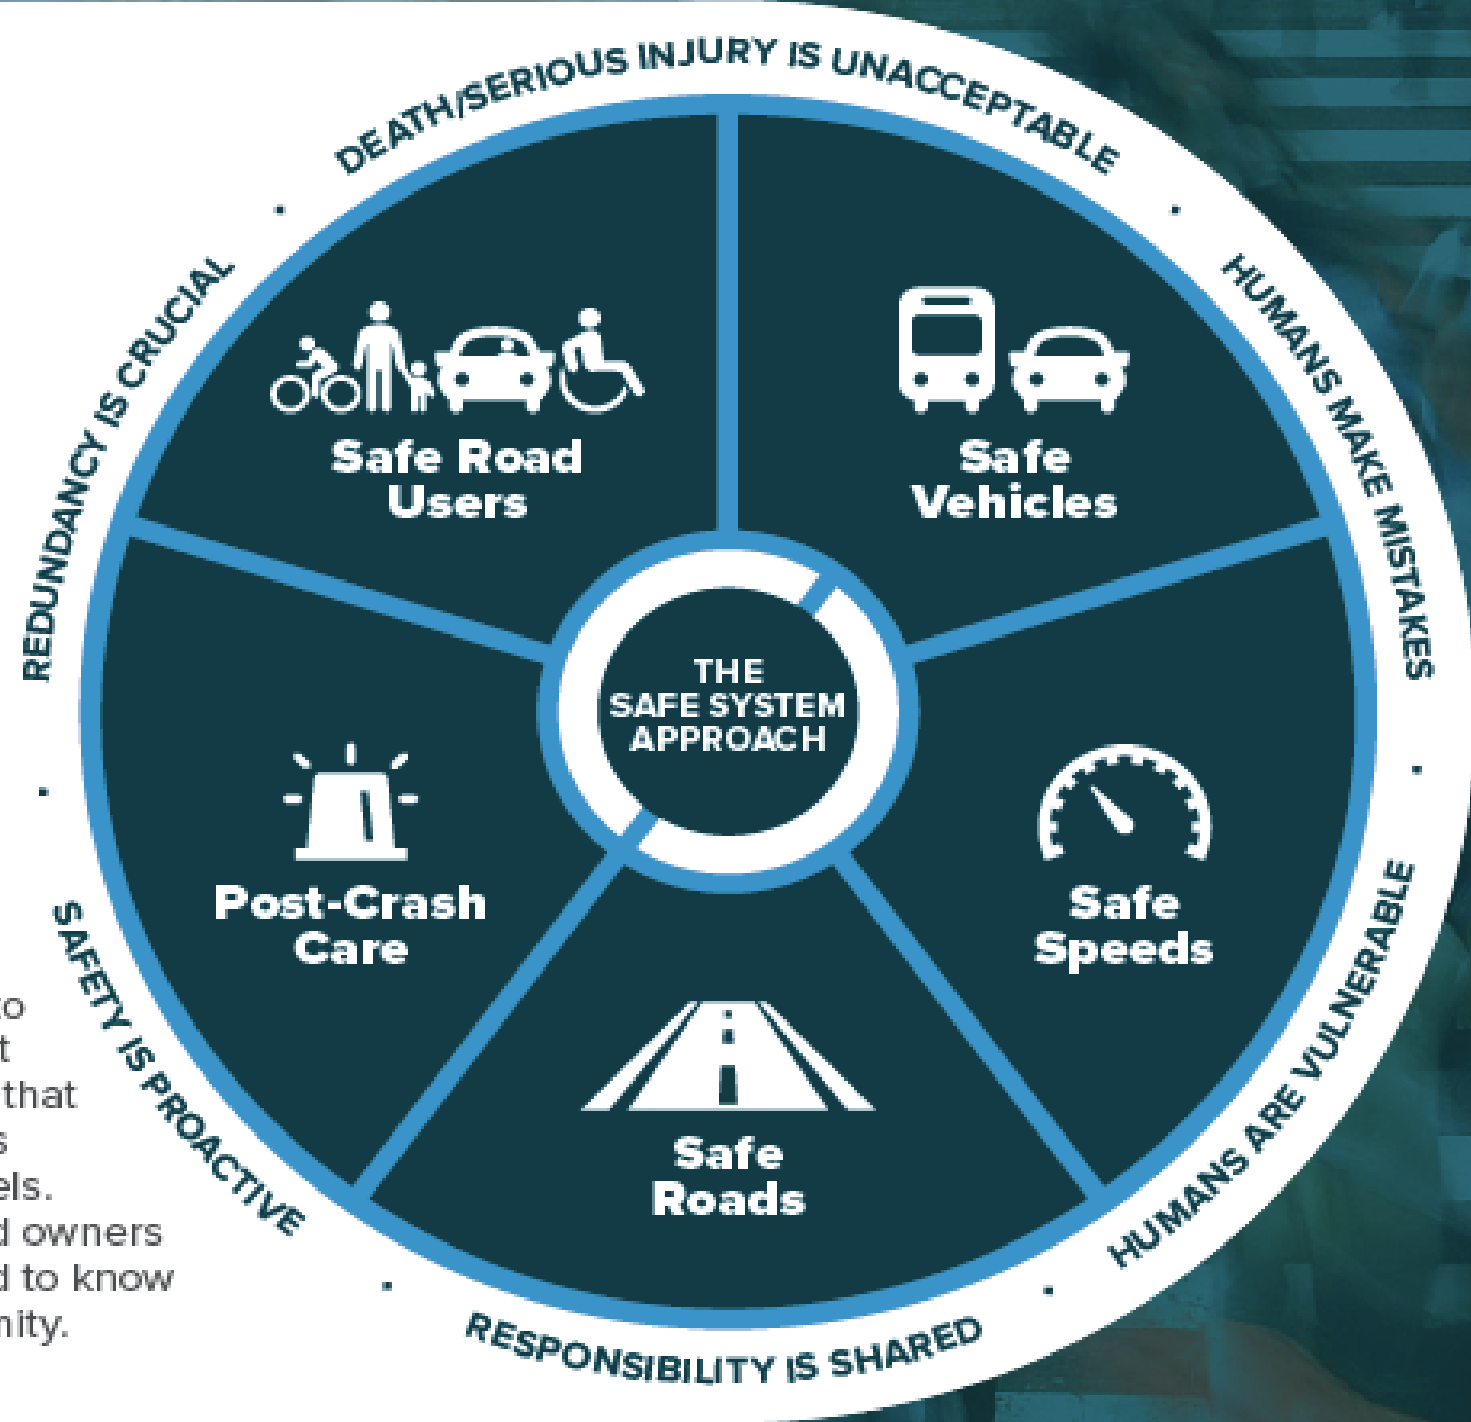 DEATH/SERIOUS INJURY IS UNACCEPTABLE
HUMANS MAKE MISTAKES
HUMANS ARE VULNERABLE
RESPONSIBILITY IS SHARED
SAFETY IS PROACTIVE
REDUNDANCY IS CRUCIAL
Safe Road
Users
Safe
Vehicles
Safe
Speeds
Safe
Roads
Post-Crash
Care
THE
SAFE SYSTEM
APPROACH
that
owners
to know